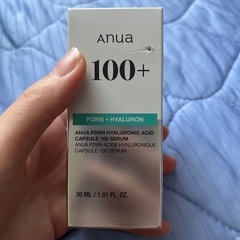 Anua
100+
PDRN + HYALURON
ANUA PDRN HYALURONIC ACID
CAPSULE 100 SERUM
ANUA PDRN ACIDE HYALURONIQUE
CAPSULE 100 SERUM
30 ML / 1.01 FL. OZ.